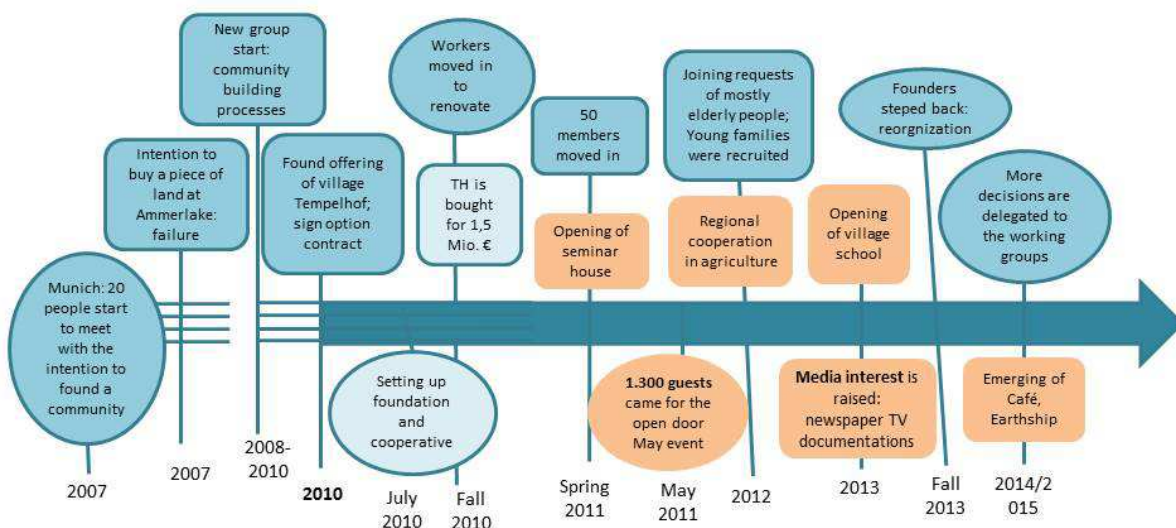 New group
start:
community
building
processes
Workers
moved in
to
renovate
Joining requests
of mostly
elderly people;
Young families
were recruited
Founders
steped back:
reorgnization
50
members
moved in
Intention to
buy a piece of
land at
Ammerlake:
failure
Found offering
of village
Tempelhof;
sign option
contract
TH is
bought
for 1,5
Mio. €
More
decisions are
delegated to
the working
groups
Opening of
seminar
house
Regional
cooperation
in agriculture
Opening
of village
school
Munich: 20
people start
to meet
with the
intention to
found a
community
Setting up
foundation
and
cooperative
1.300 guests
came for the
open door
May event
Media interest is
raised:
newspaper TV
documentations
Emerging of
Café,
Earthship
2007
2007
2008-
2010
2010
July
2010
Fall
2010
Spring
2011
May
2011
2012
2013
Fall
2013
2014/2
015